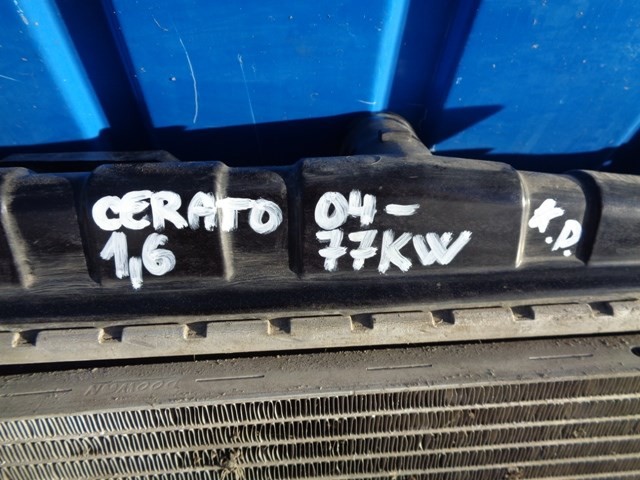 CERATO 04-
1,6 77KW *.D.